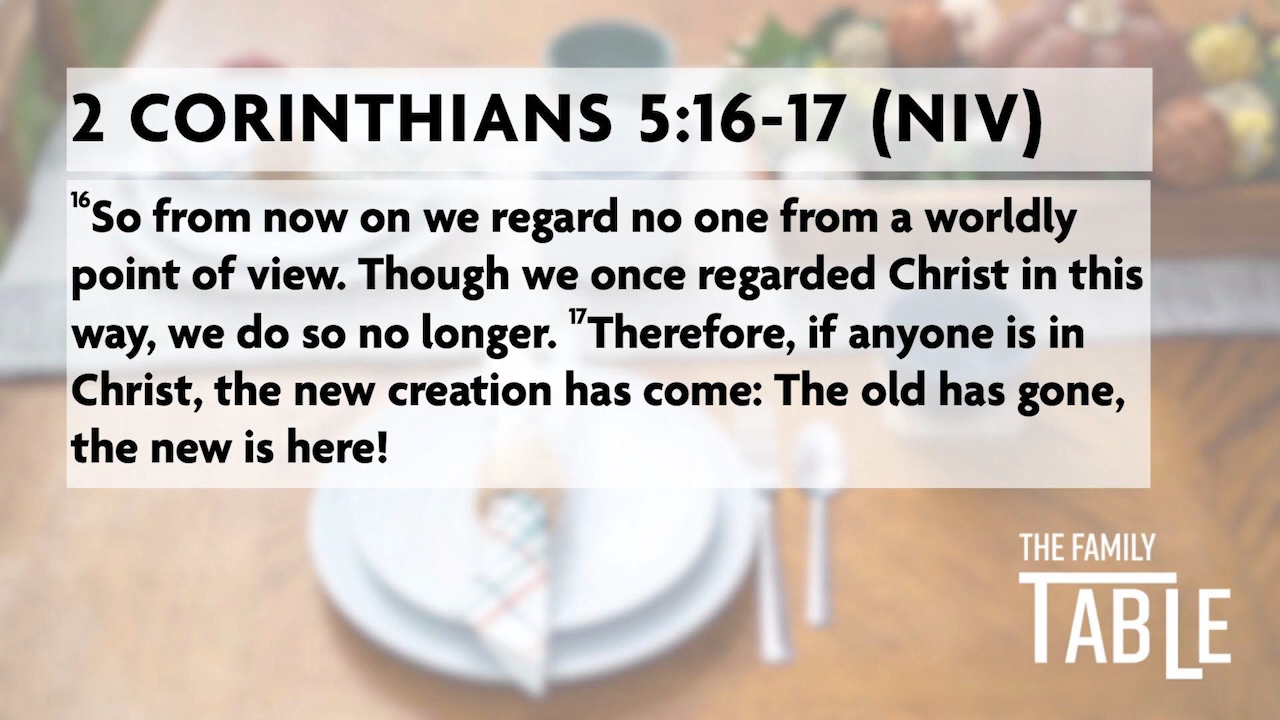 2 CORINTHIANS 5:16-17 (NIV)
16So from now on we regard no one from a worldly
point of view. Though we once regarded Christ in this
way, we do so no longer. 17Therefore, if anyone is in
Christ, the new creation has come: The old has gone,
the new is here!
THE FAMILY
TABLE